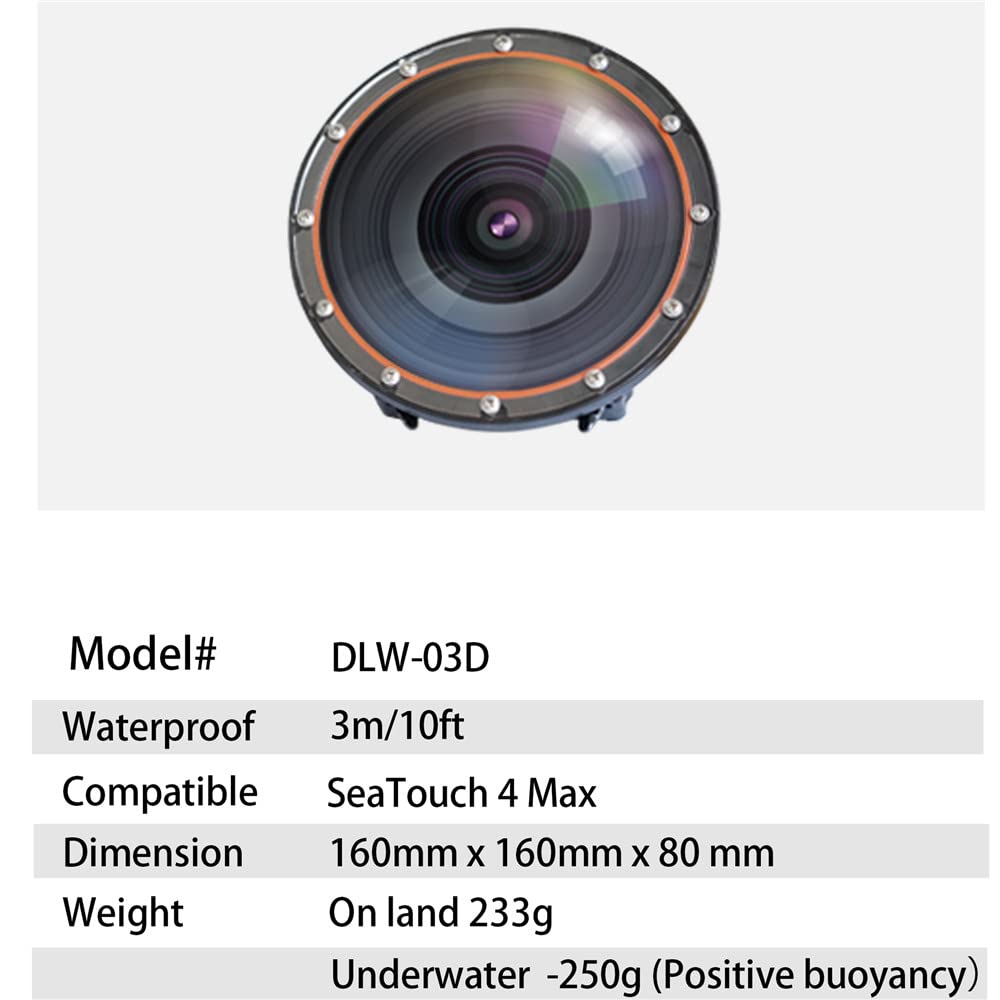 Model# DLW-03D
Waterproof 3m/10ft
Compatible SeaTouch 4 Max
Dimension 160mm x 160mm x 80 mm
Weight On land 233g
Underwater -250g (Positive buoyancy）